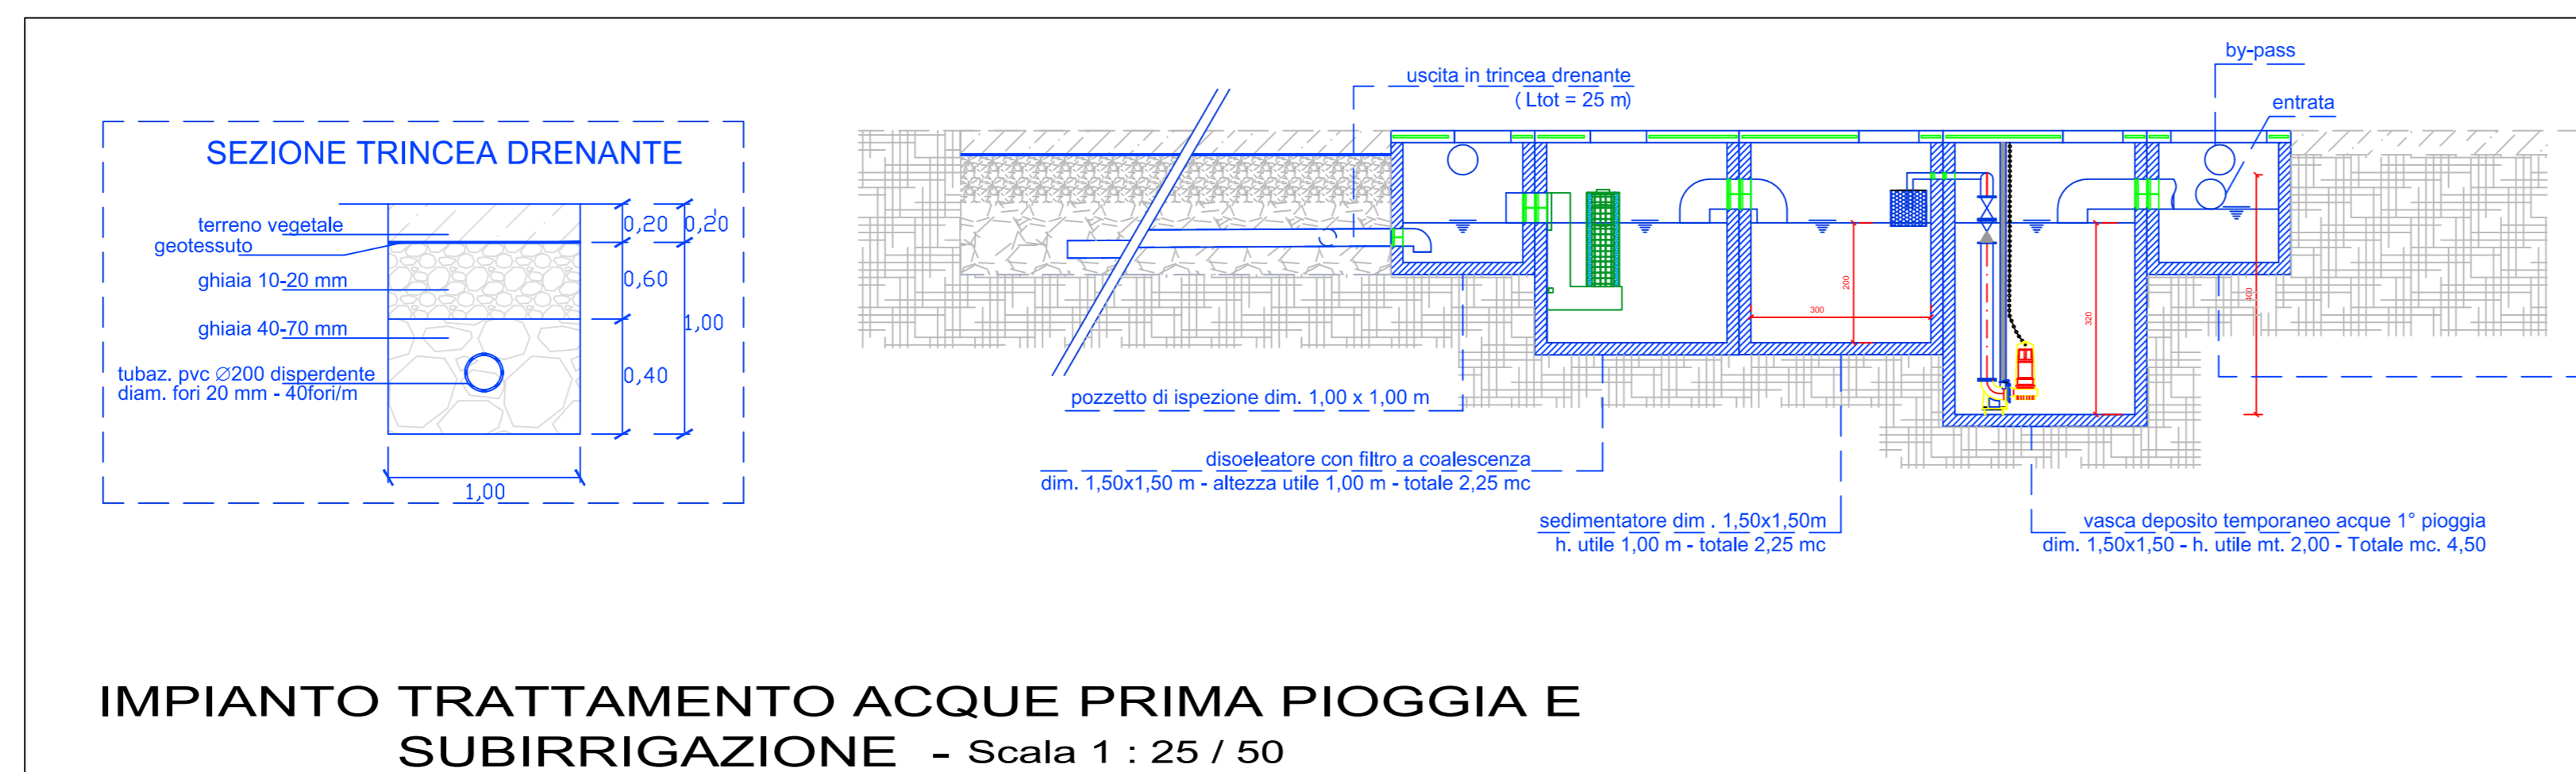 SEZIONE TRINCEA DRENANTE
terreno vegetale
geotessuto
ghiaia 10-20 mm
ghiaia 40-70 mm
tubaz. pvc Ø200 disperdente
diam. fori 20 mm - 40fori/m
0,20
0,20
0,60
1,00
0,40
1,00
uscita in trincea drenante
( Ltot = 25 m)
by-pass
entrata
200
300
320
400
pozzetto di ispezione dim. 1,00 x 1,00 m
disoeleatore con filtro a coalescenza
dim. 1,50x1,50 m - altezza utile 1,00 m - totale 2,25 mc
sedimentatore dim . 1,50x1,50m
h. utile 1,00 m - totale 2,25 mc
vasca deposito temporaneo acque 1° pioggia
dim. 1,50x1,50 - h. utile mt. 2,00 - Totale mc. 4,50
IMPIANTO TRATTAMENTO ACQUE PRIMA PIOGGIA E
SUBIRRIGAZIONE - Scala 1 : 25 / 50